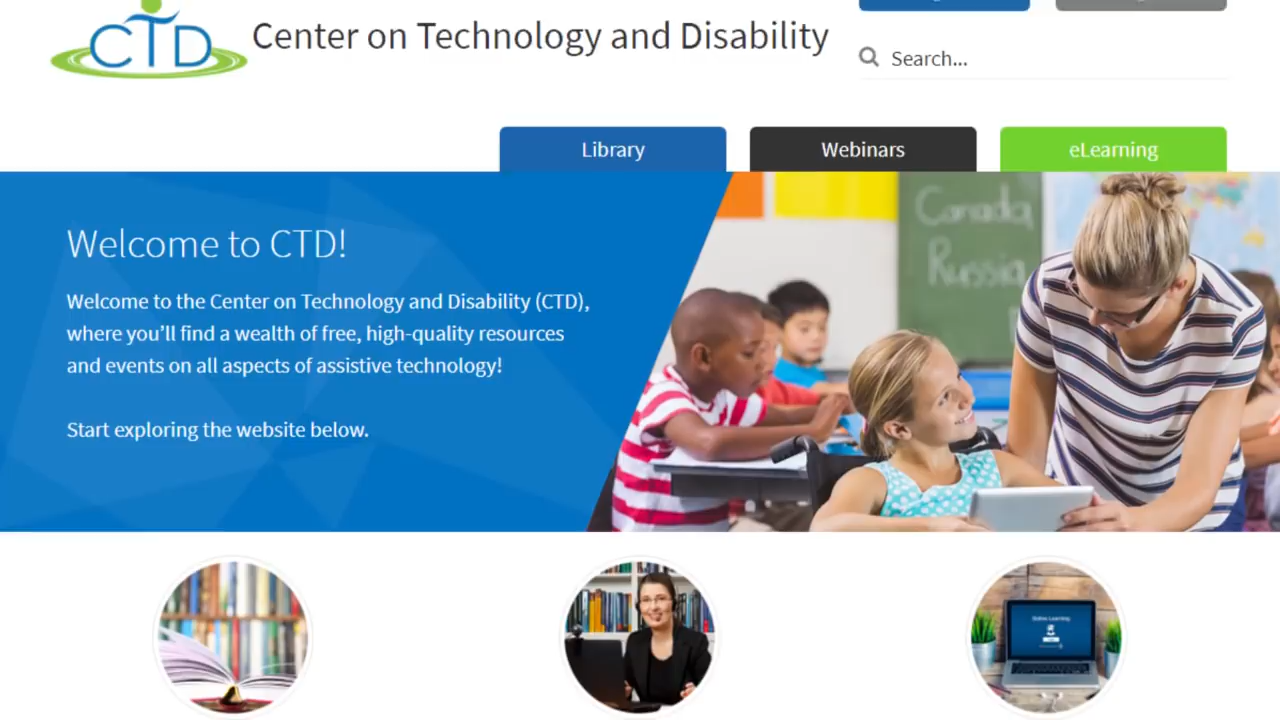 CTD
Center on Technology and Disability
Search...
Library
Webinars
eLearning
Welcome to CTD!
Welcome to the Center on Technology and Disability (CTD),
where you’ll find a wealth of free, high-quality resources
and events on all aspects of assistive technology!
Start exploring the website below.
Canada
Russia
Online Learning